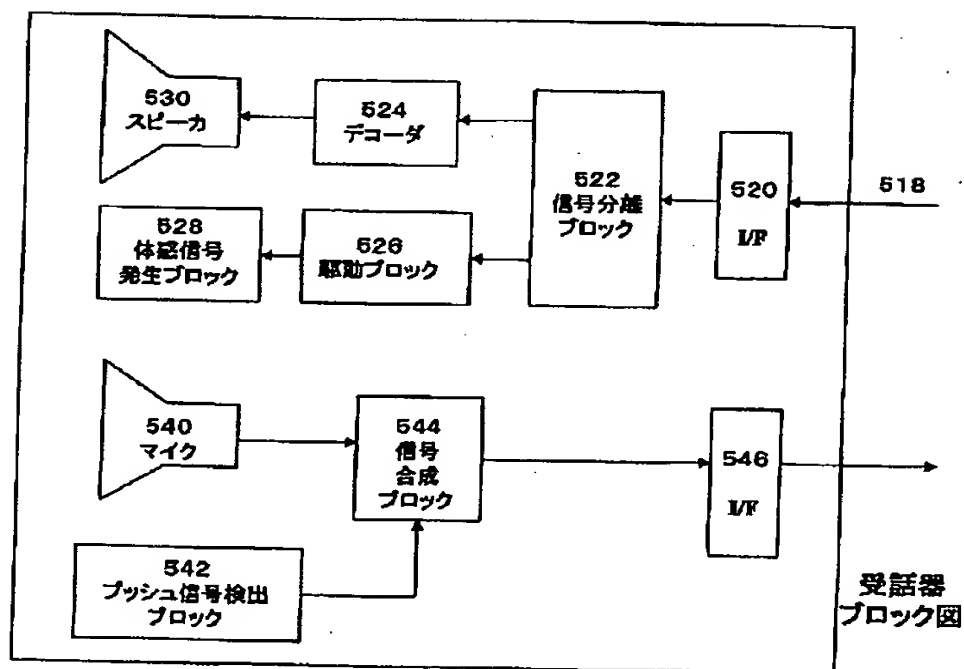 530
スピーカ
524
デコーダ
522
信号分離
ブロック
520
I/F
518
528
体感信号
発生ブロック
526
駆動ブロック
540
マイク
544
信号
合成
ブロック
546
I/F
542
プッシュ信号検出
ブロック
受話器
ブロック図